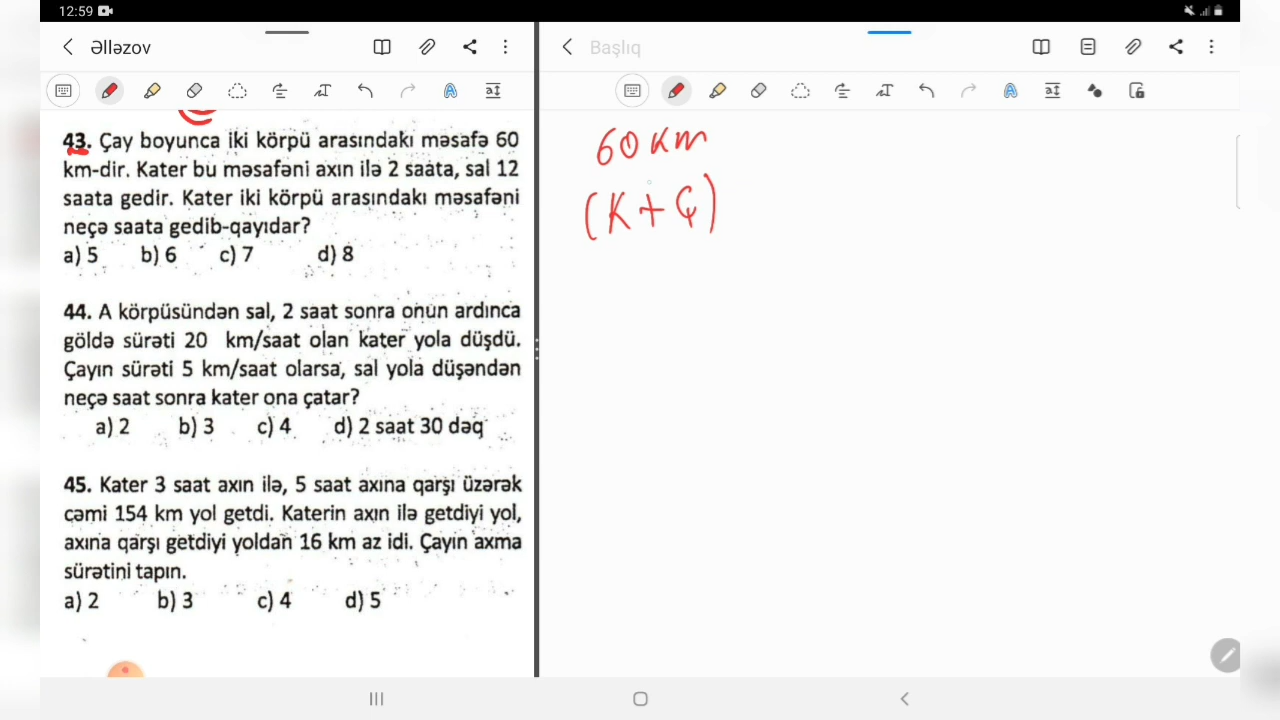 12:59
Əlləzov
Başlıq
43. Çay boyunca iki körpü arasındakı məsafə 60
km-dir. Kater bu məsafəni axın ilə 2 saata, sal 12
saata gedir. Kater iki körpü arasındakı məsafəni
neçə saata gedib-qayıdar?
a) 5 b) 6 c) 7 d) 8
44. A körpüsündən sal, 2 saat sonra onun ardınca
göldə sürəti 20 km/saat olan kater yola düşdü.
Çayın sürəti 5 km/saat olarsa, sal yola düşəndən
neçə saat sonra kater ona çatar?
a) 2 b) 3 c) 4 d) 2 saat 30 dəq
45. Kater 3 saat axın ilə, 5 saat axına qarşı üzərək
cəmi 154 km yol getdi. Katerin axın ilə getdiyi yol,
axına qarşı getdiyi yoldan 16 km az idi. Çayın axma
sürətini tapın.
a) 2 b) 3 c) 4 d) 5
60 km
(K+Ç)